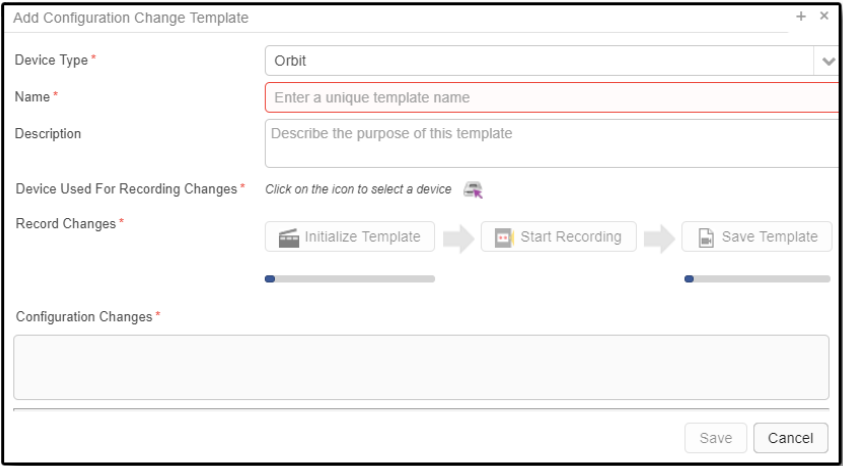 Add Configuration Change Template
Device Type *
Orbit
Name *
Enter a unique template name
Description
Describe the purpose of this template
Device Used For Recording Changes *
Click on the icon to select a device
Record Changes *
Initialize Template
Start Recording
Save Template
Configuration Changes *
Save
Cancel